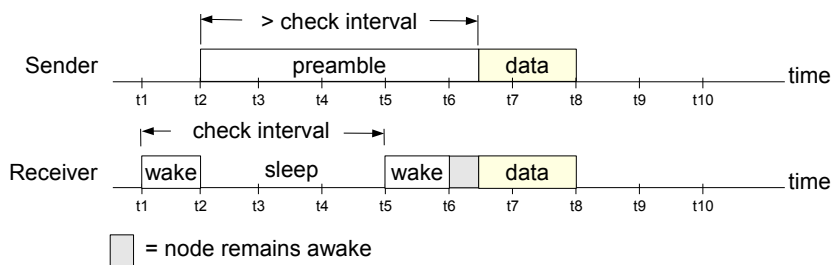 > check interval
Sender preamble data time
t1 t2 t3 t4 t5 t6 t7 t8 t9 t10
check interval
Receiver wake sleep wake data time
t1 t2 t3 t4 t5 t6 t7 t8 t9 t10
= node remains awake